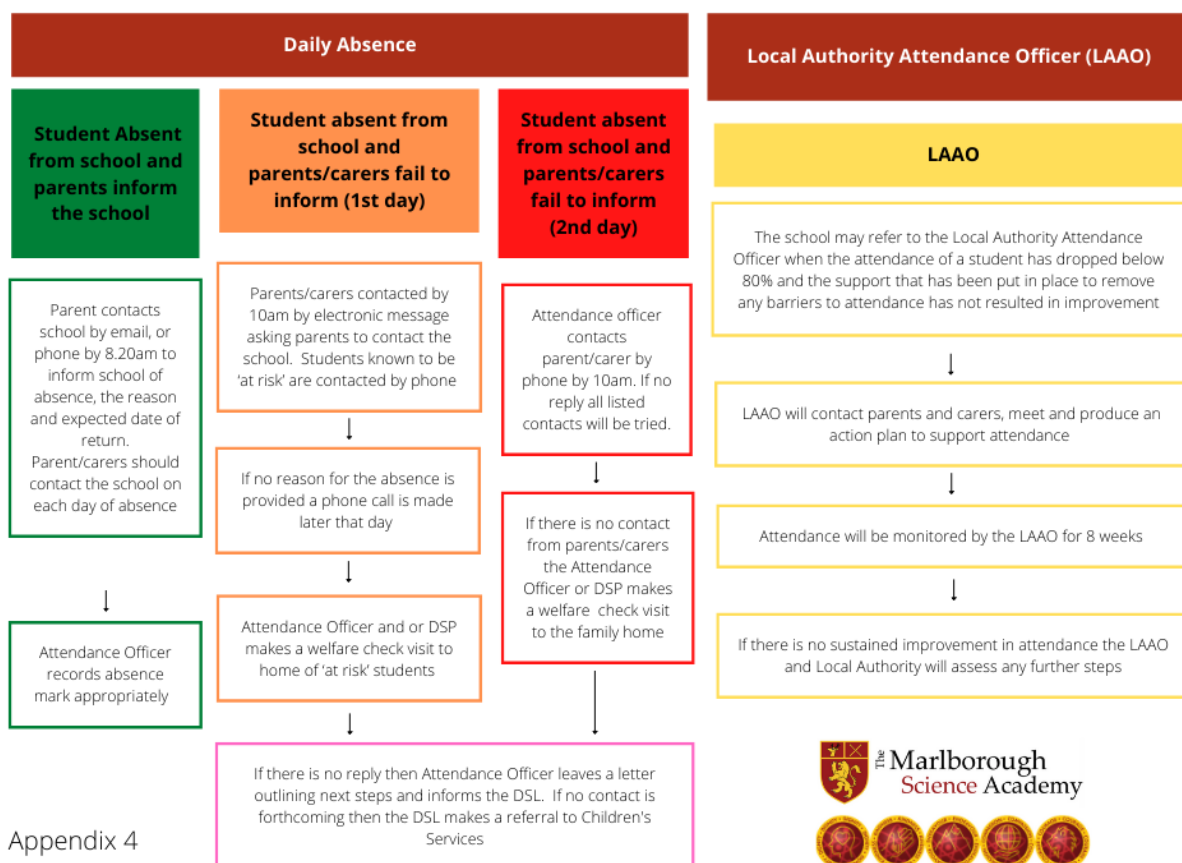 Daily Absence
Student Absent
from school and
parents inform
the school
Parent contacts
school by email, or
phone by 8.20am to
inform school of
absence, the reason
and expected date of
return.
Parent/carers should
contact the school on
each day of absence
Attendance Officer
records absence
mark appropriately
Student absent from
school and
parents/carers fail to
inform (1st day)
Parents/carers contacted by
10am by electronic message
asking parents to contact the
school. Students known to be
'at risk' are contacted by phone
If no reason for the absence is
provided a phone call is made
later that day
Attendance Officer and or DSP
makes a welfare check visit to
home of 'at risk' students
Student absent
from school and
parents/carers
fail to inform
(2nd day)
Attendance officer
contacts
parent/carer by
phone by 10am. If no
reply all listed
contacts will be tried.
If there is no contact
from parents/carers
the Attendance
Officer or DSP makes
a welfare check visit
to the family home
If there is no reply then Attendance Officer leaves a letter
outlining next steps and informs the DSL. If no contact is
forthcoming then the DSL makes a referral to Children's
Services
Local Authority Attendance Officer (LAAO)
LAAO
The school may refer to the Local Authority Attendance
Officer when the attendance of a student has dropped below
80% and the support that has been put in place to remove
any barriers to attendance has not resulted in improvement
LAAO will contact parents and carers, meet and produce an
action plan to support attendance
Attendance will be monitored by the LAAO for 8 weeks
If there is no sustained improvement in attendance the LAAO
and Local Authority will assess any further steps
The Marlborough
Science Academy
Appendix 4